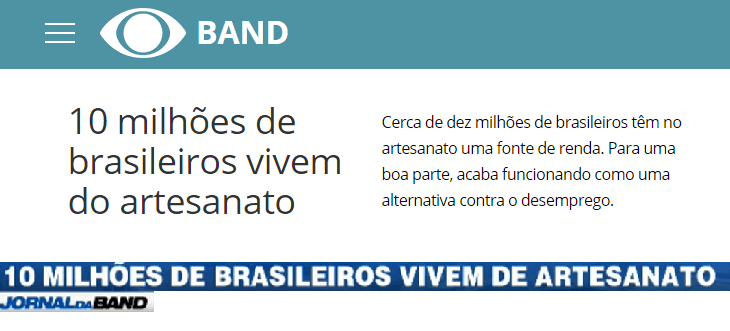 BAND
10 milhões de
brasileiros vivem
do artesanato
Cerca de dez milhões de brasileiros têm no
artesanato uma fonte de renda. Para uma
boa parte, acaba funcionando como uma
alternativa contra o desemprego.
10 MILHÕES DE BRASILEIROS VIVEM DE ARTESANATO
JORNAL DA BAND